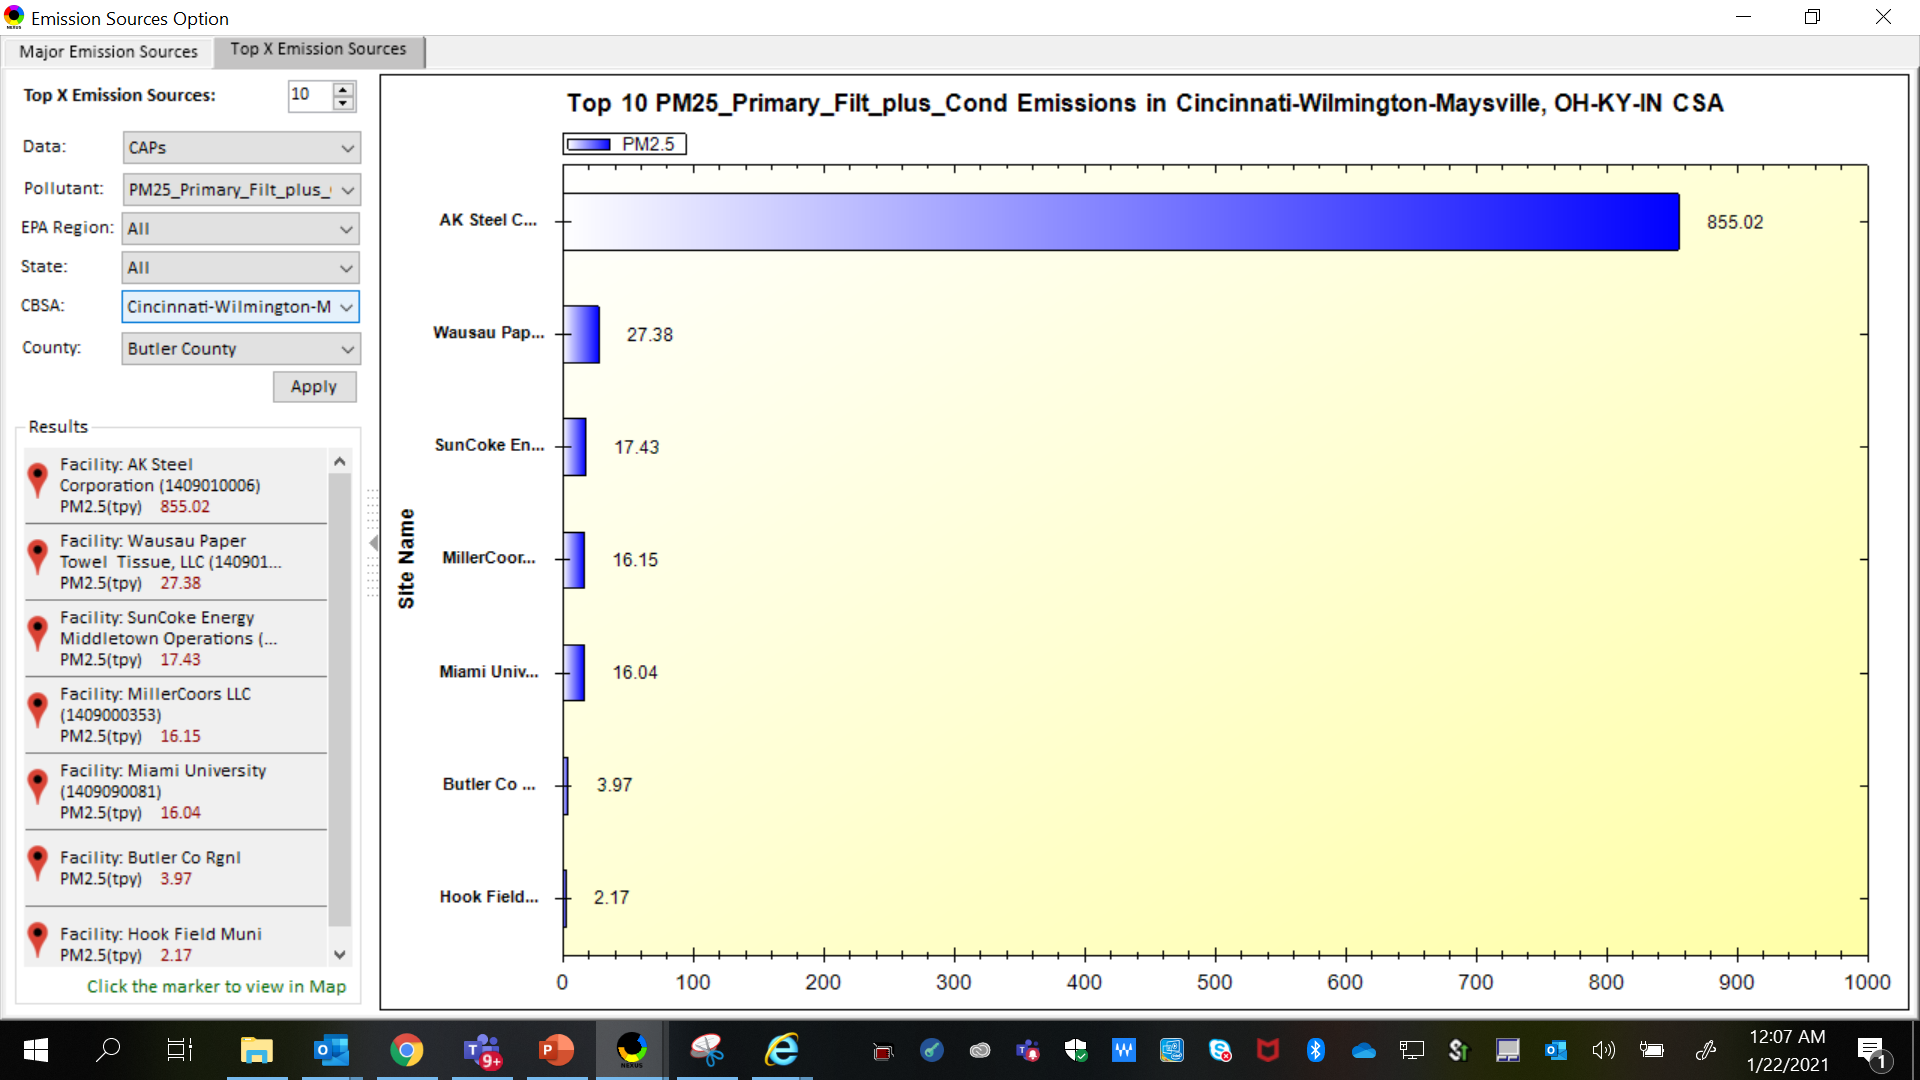 Emission Sources Option
Major Emission Sources
Top X Emission Sources
Top X Emission Sources:
10
Data:
CAPs
Pollutant:
PM25_Primary_Filt_plus_
EPA Region:
All
State:
All
CBSA:
Cincinnati-Wilmington-M
County:
Butler County
Apply
Results
Facility: AK Steel
Corporation (1409010006)
PM2.5(tpy) 855.02
Facility: Wausau Paper
Towel Tissue, LLC (140901...
PM2.5(tpy) 27.38
Facility: SunCoke Energy
Middletown Operations (...
PM2.5(tpy) 17.43
Facility: MillerCoors LLC
(1409000353)
PM2.5(tpy) 16.15
Facility: Miami University
(1409090081)
PM2.5(tpy) 16.04
Facility: Butler Co Rgnl
PM2.5(tpy) 3.97
Facility: Hook Field Muni
PM2.5(tpy) 2.17
Click the marker to view in Map
Top 10 PM25_Primary_Filt_plus_Cond Emissions in Cincinnati-Wilmington-Maysville, OH-KY-IN CSA
PM2.5
Site Name
AK Steel C...
855.02
Wausau Pap...
27.38
SunCoke En...
17.43
MillerCoor...
16.15
Miami Univ...
16.04
Butler Co ...
3.97
Hook Field...
2.17
0 100 200 300 400 500 600 700 800 900 1000
9+
12:07 AM
1/22/2021
1